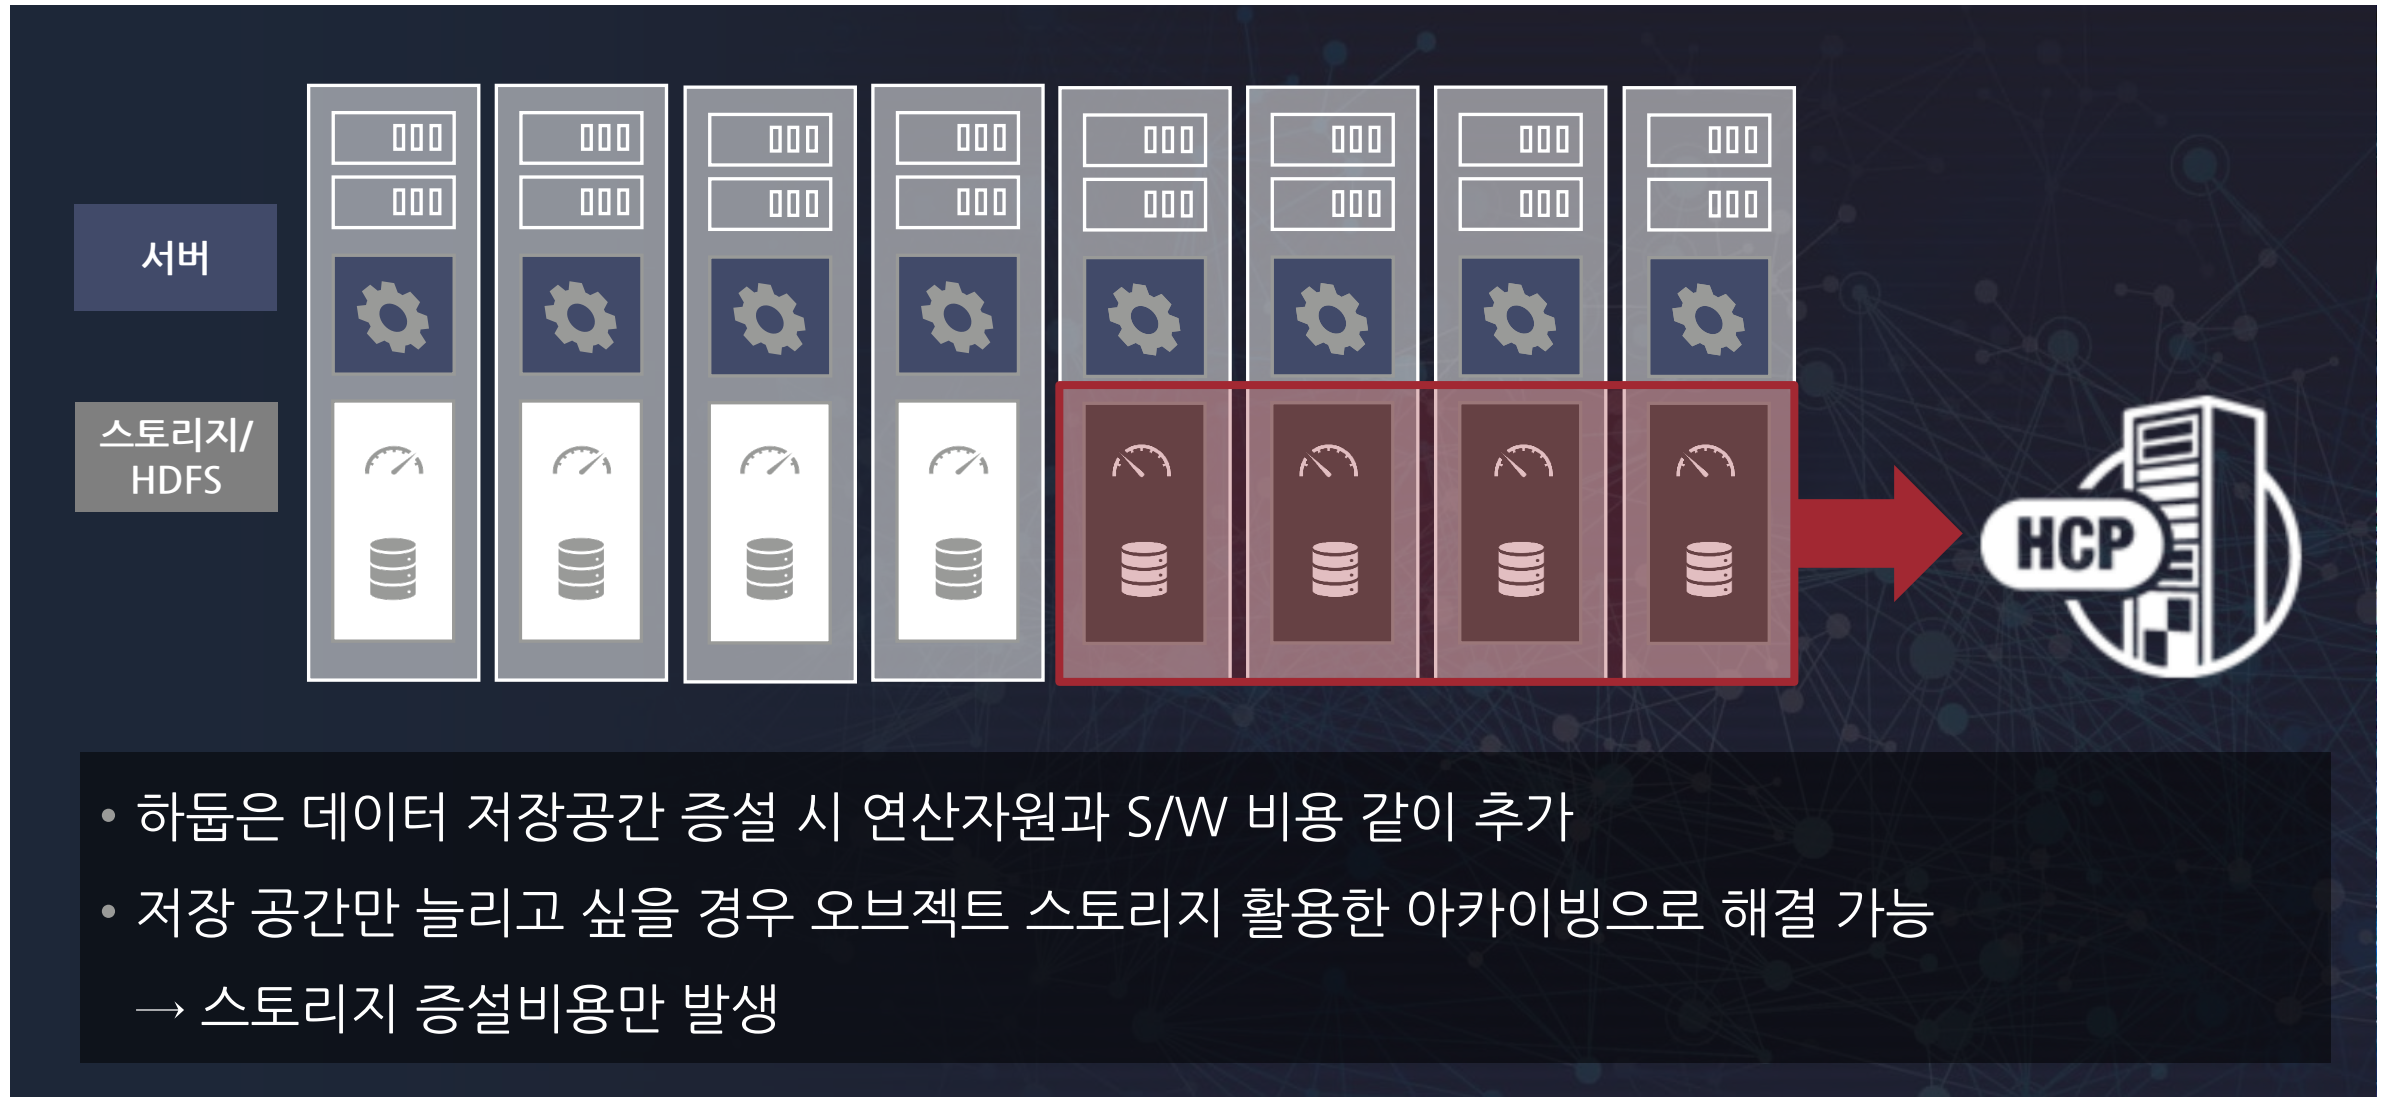 서버
스토리지/
HDFS
HCP
• 하둡은 데이터 저장공간 증설 시 연산자원과 S/W 비용 같이 추가
• 저장 공간만 늘리고 싶을 경우 오브젝트 스토리지 활용한 아카이빙으로 해결 가능
→ 스토리지 증설비용만 발생